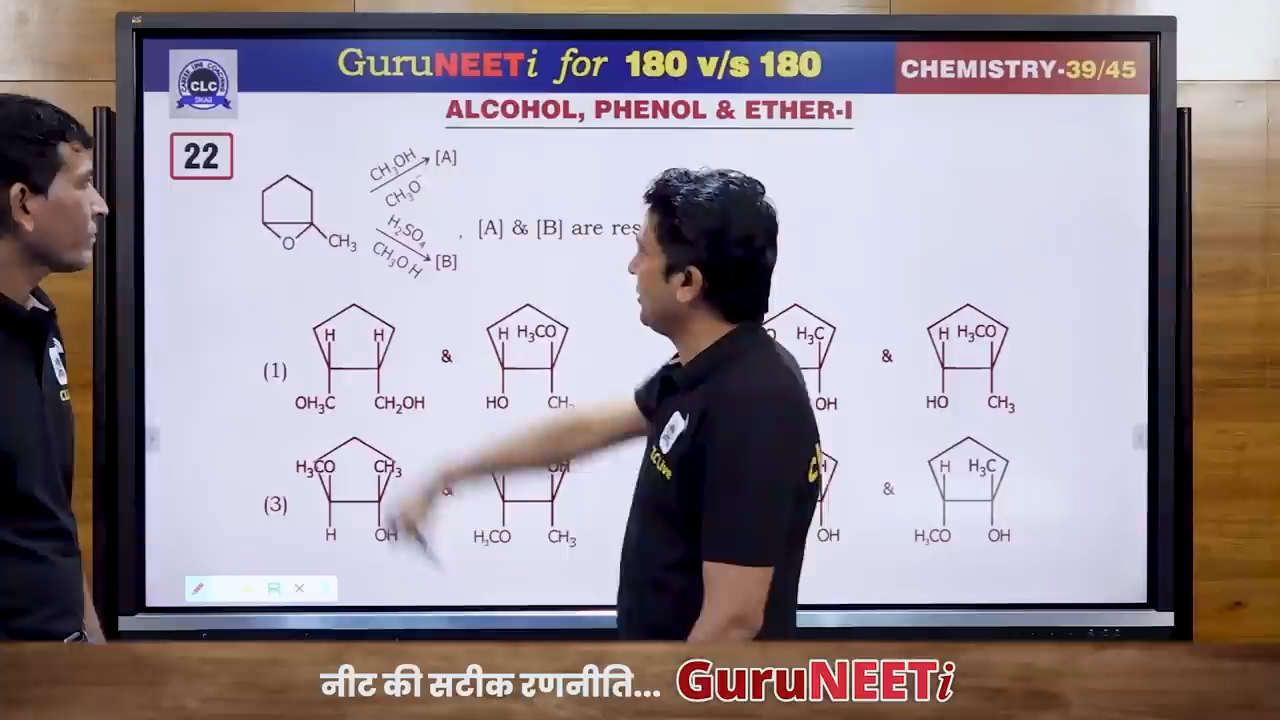 GuruNEETi for 180 v/s 180
CHEMISTRY-39/45
CLC
SIKAR
ALCOHOL, PHENOL & ETHER-I
22
CH₃OH
CH₃O⁻
[A]
H₂SO₄
CH₃OH
[B]
O
CH₃
, [A] & [B] are res
(1)
H H
OH₃C CH₂OH
&
H H₃CO
HO
H₃C
OH
&
H H₃CO
HO CH₃
(3)
H₃CO CH₃
H OH
OH
H₃CO CH₃
OH
&
H H₃C
H₃CO OH
नीट की सटीक रणनीति... GuruNEETi